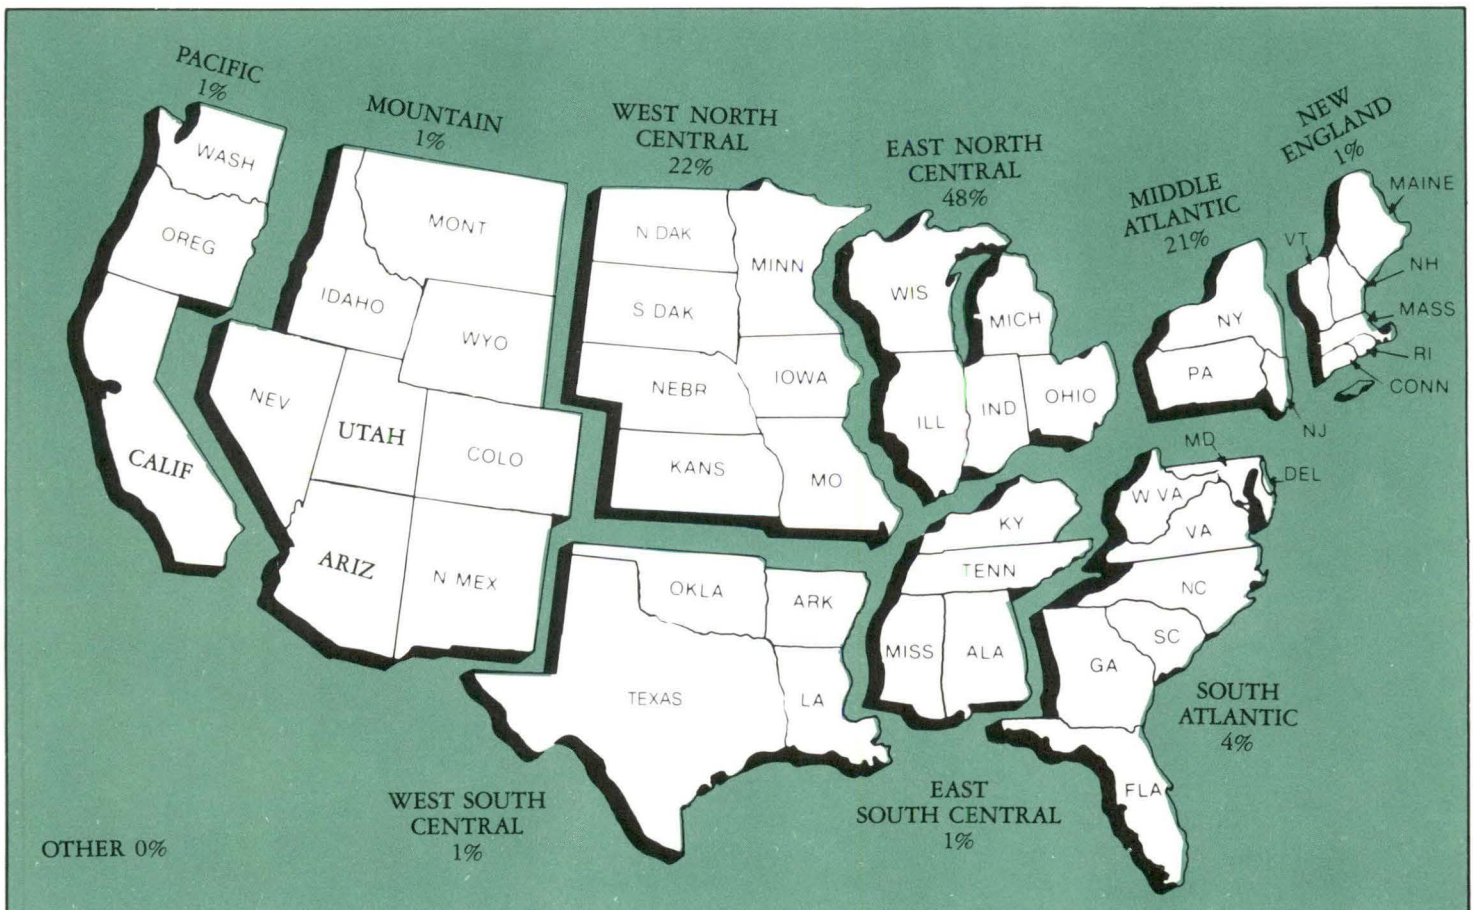 PACIFIC
1%
MOUNTAIN
1%
WEST NORTH
CENTRAL
22%
EAST NORTH
CENTRAL
48%
MIDDLE
ATLANTIC
21%
NEW
ENGLAND
1%
WASH
OREG
CALIF
MONT
IDAHO
WYO
NEV
UTAH
COLO
ARIZ
N MEX
N DAK
S DAK
MINN
NEBR
IOWA
KANS
MO
WIS
MICH
ILL
IND
OHIO
NY
PA
NJ
MAINE
VT
NH
MASS
RI
CONN
MD
DEL
W VA
VA
NC
SC
GA
FLA
KY
TENN
MISS
ALA
OKLA
ARK
TEXAS
LA
SOUTH
ATLANTIC
4%
WEST SOUTH
CENTRAL
1%
EAST
SOUTH CENTRAL
1%
OTHER 0%